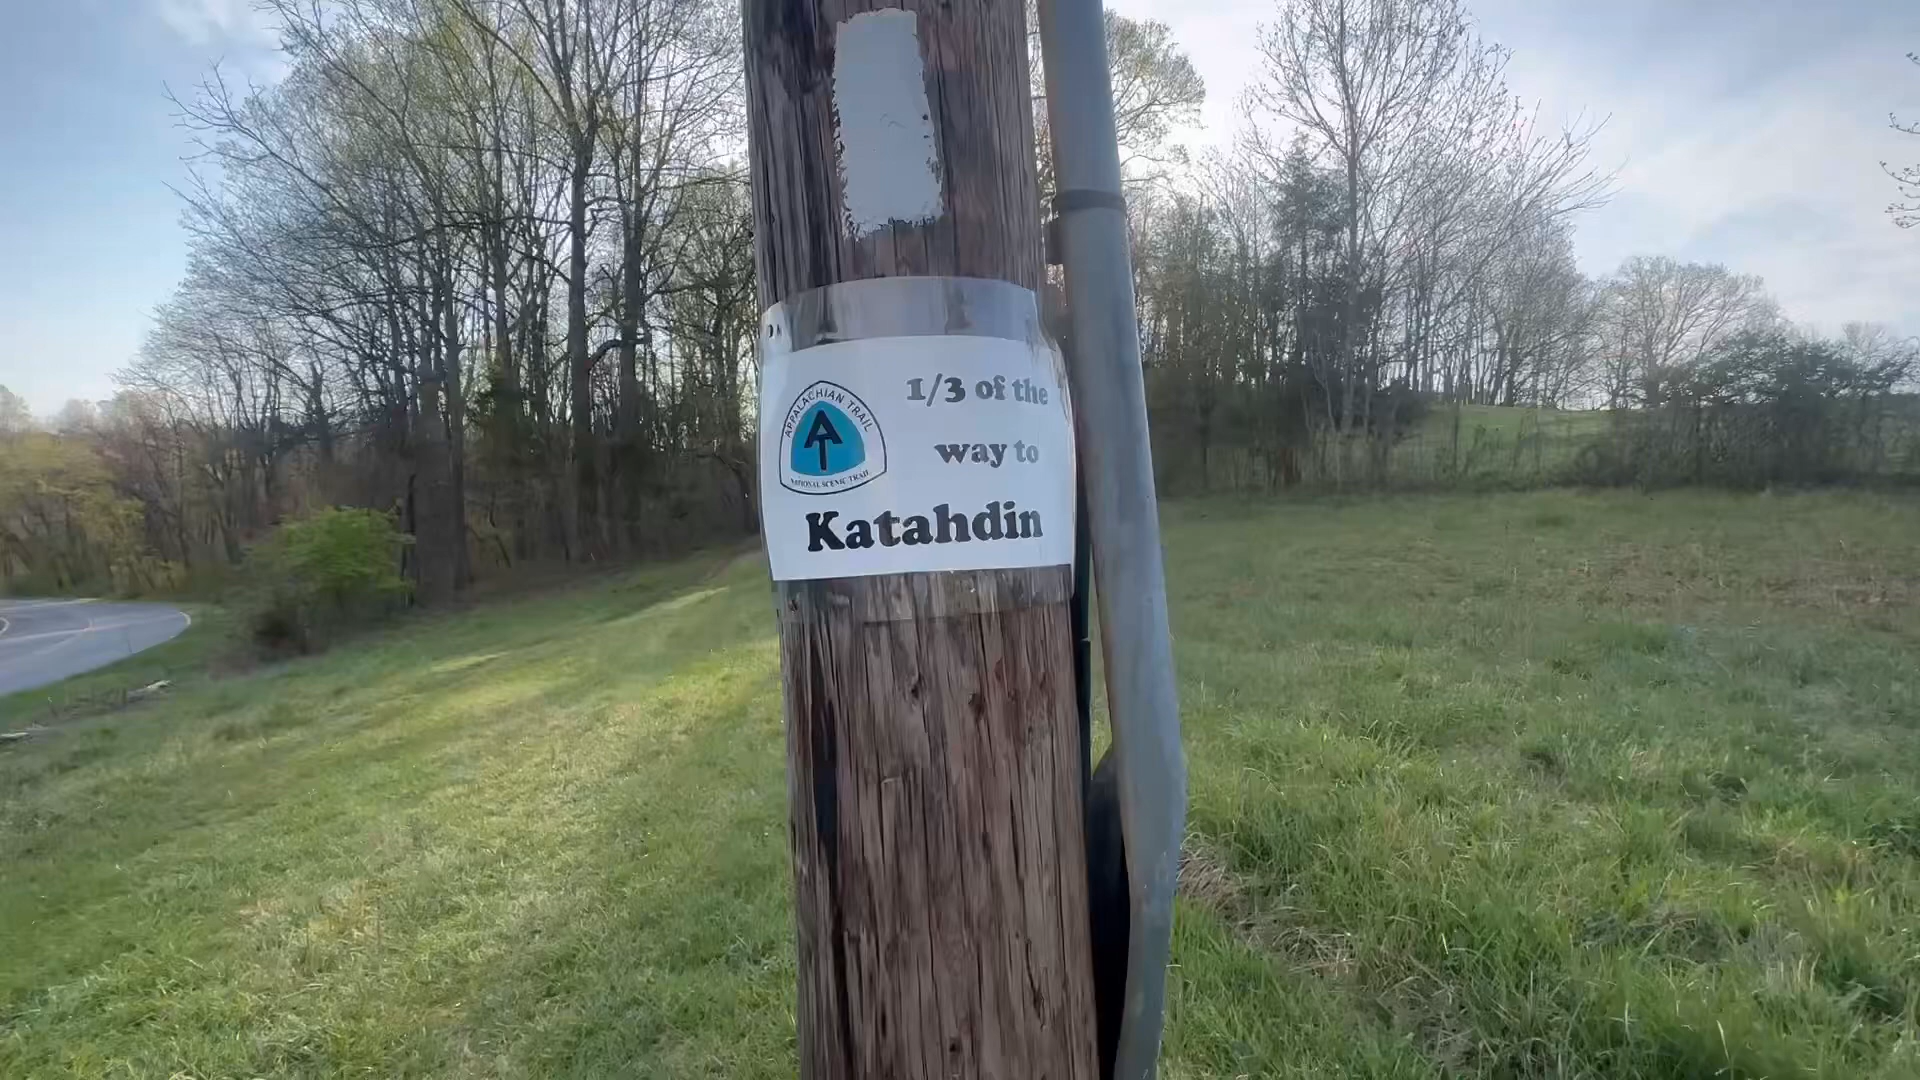 APPALACHIAN TRAIL
AT
NATIONAL SCENIC TRAIL
1/3 of the
way to
Katahdin